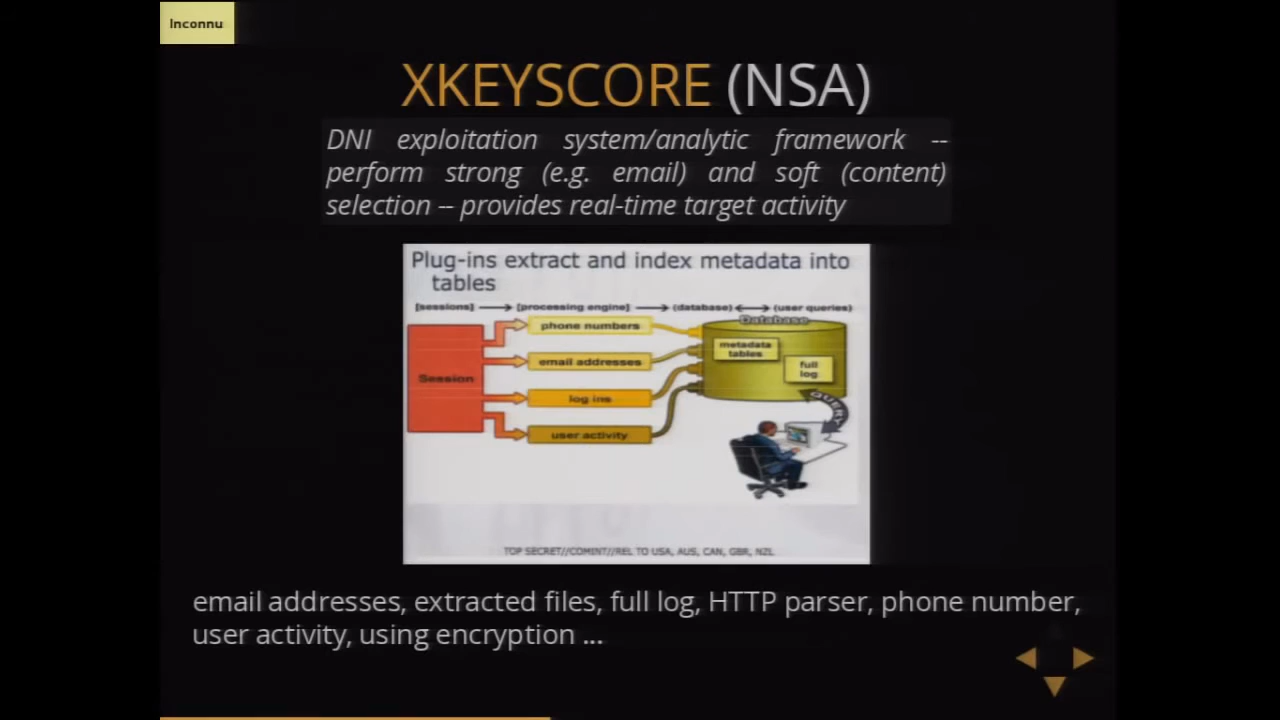 Inconnu
XKEYSCORE (NSA)
DNI exploitation system/analytic framework --
perform strong (e.g. email) and soft (content)
selection -- provides real-time target activity
Plug-ins extract and index metadata into
tables
[sessions] [processing engine] (database) (user queries)
Database
phone numbers
metadata
tables
email addresses
full
log
Session
log ins
QUERY
user activity
TOP SECRET//COMINT//REL TO USA, AUS, CAN, GBR, NZL
email addresses, extracted files, full log, HTTP parser, phone number,
user activity, using encryption ...